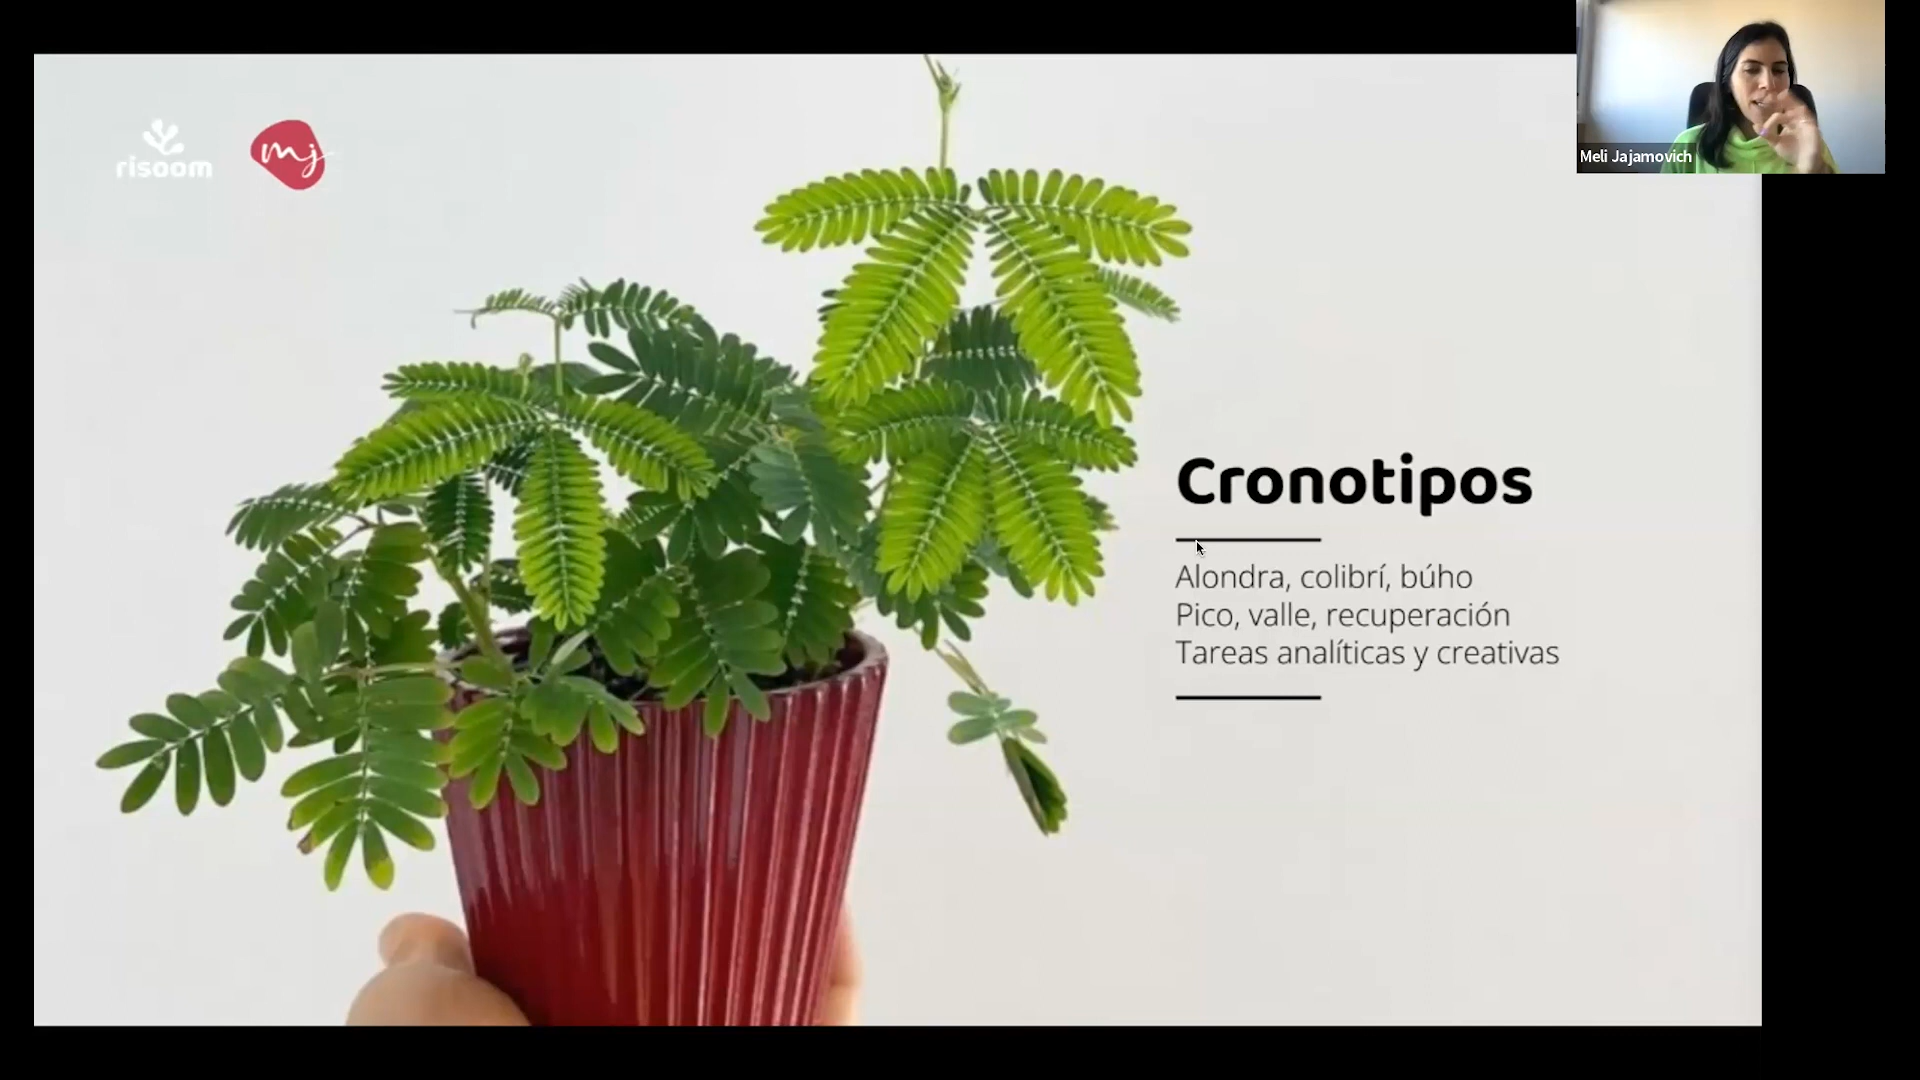 risoom
mj
Meli Jajamovich
Cronotipos
Alondra, colibrí, búho
Pico, valle, recuperación
Tareas analíticas y creativas